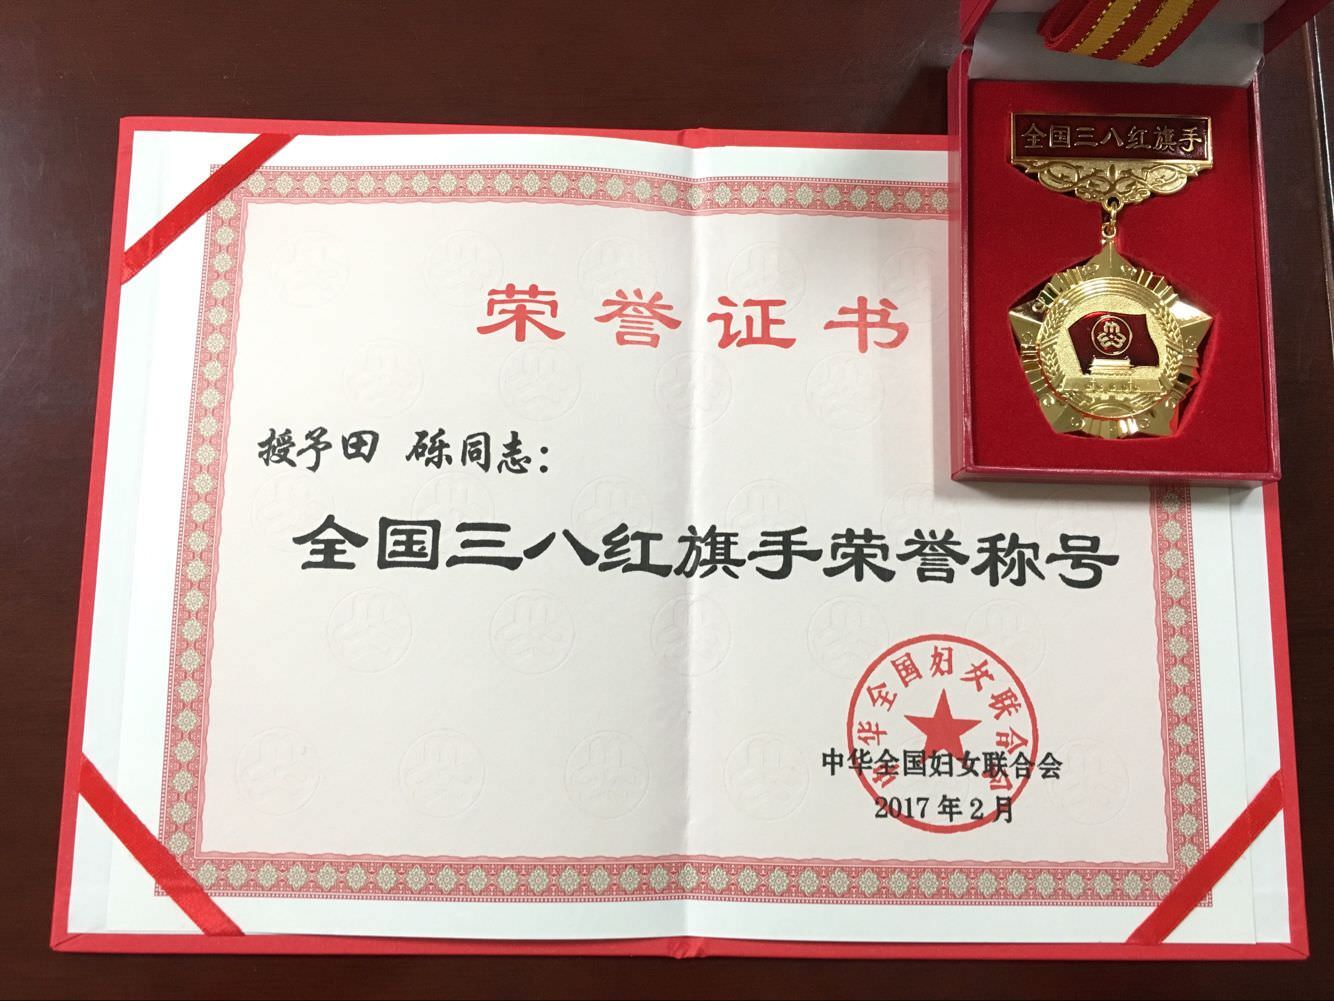 全国三八红旗手
荣誉证书
授予田 砾同志：
全国三八红旗手荣誉称号
中华全国妇女联合会
中华全国妇女联合会
2017年2月